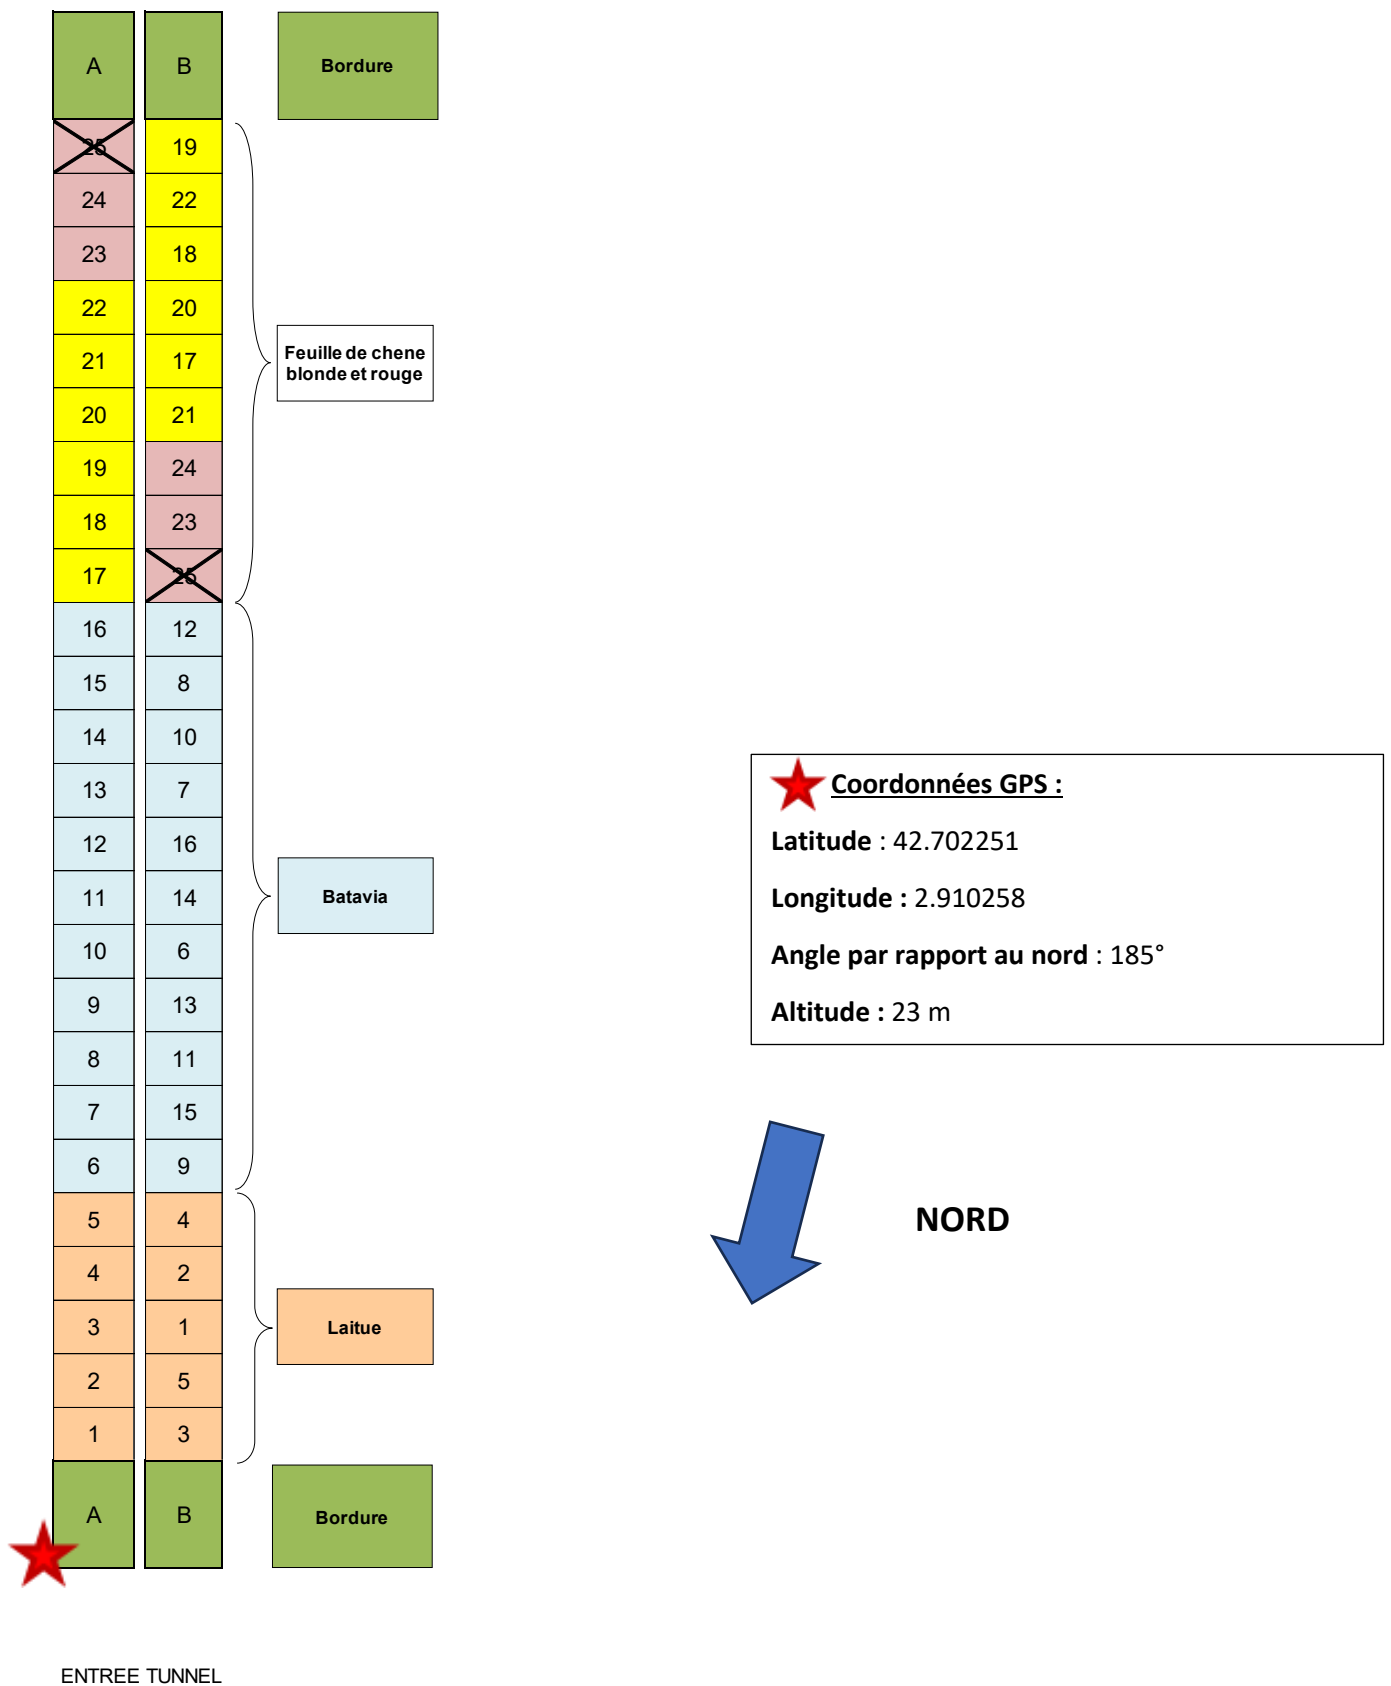 A B Bordure
25 19
24 22
23 18
22 20
21 17
Feuille de chene
blonde et rouge
20 21
19 24
18 23
17 25
16 12
15 8
14 10
13 7
12 16
11 14
Batavia
10 6
9 13
8 11
7 15
6 9
5 4
4 2
3 1
Laitue
2 5
1 3
A B Bordure
ENTREE TUNNEL
Coordonnées GPS :
Latitude : 42.702251
Longitude : 2.910258
Angle par rapport au nord : 185°
Altitude : 23 m
NORD